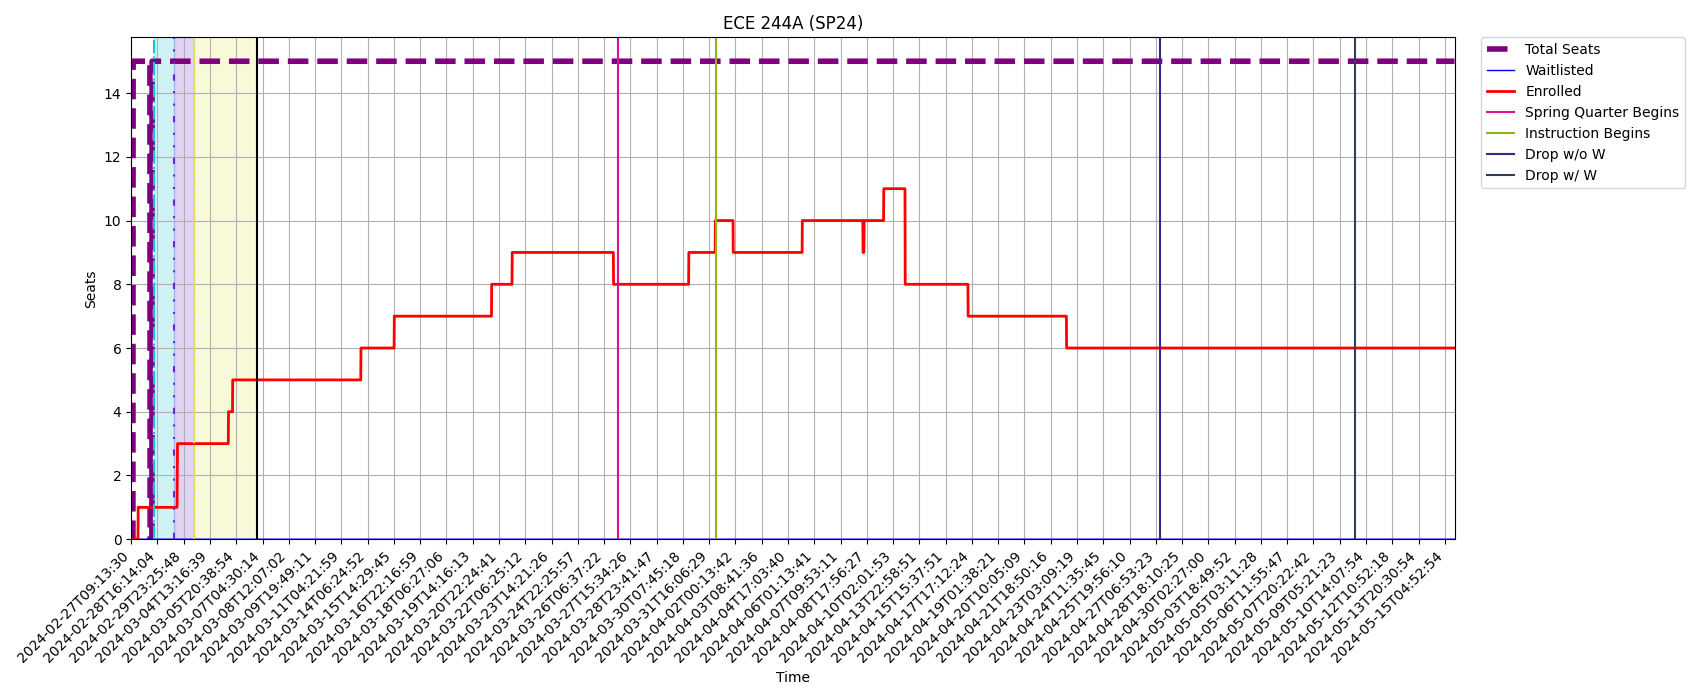 ECE 244A (SP24)
Total Seats
Waitlisted
Enrolled
Spring Quarter Begins
Instruction Begins
Drop w/o W
Drop w/ W
Seats
14
12
10
8
6
4
2
0
2024-02-27T09:13:30
2024-02-28T16:14:04
2024-02-29T23:25:48
2024-03-04T13:16:39
2024-03-05T20:38:54
2024-03-07T04:30:14
2024-03-08T12:07:02
2024-03-09T19:49:11
2024-03-11T04:21:59
2024-03-14T06:24:52
2024-03-15T14:29:45
2024-03-16T22:16:59
2024-03-18T06:27:06
2024-03-19T14:16:13
2024-03-20T22:24:41
2024-03-22T06:25:12
2024-03-23T14:21:26
2024-03-24T22:25:57
2024-03-26T06:37:22
2024-03-27T15:34:26
2024-03-28T23:41:47
2024-03-30T07:45:18
2024-03-31T16:06:29
2024-04-02T00:13:42
2024-04-03T08:41:36
2024-04-04T17:03:40
2024-04-06T01:13:41
2024-04-07T09:53:11
2024-04-08T17:56:27
2024-04-10T02:01:53
2024-04-13T22:58:51
2024-04-15T15:37:51
2024-04-17T17:12:24
2024-04-19T01:38:21
2024-04-20T10:05:09
2024-04-21T18:50:16
2024-04-23T03:09:19
2024-04-24T11:35:45
2024-04-25T19:56:10
2024-04-27T06:53:23
2024-04-28T18:10:25
2024-04-30T02:27:00
2024-05-03T18:49:52
2024-05-05T03:11:28
2024-05-06T11:55:47
2024-05-07T20:22:42
2024-05-09T05:21:23
2024-05-10T14:07:54
2024-05-12T10:52:18
2024-05-13T20:30:54
2024-05-15T04:52:54
Time